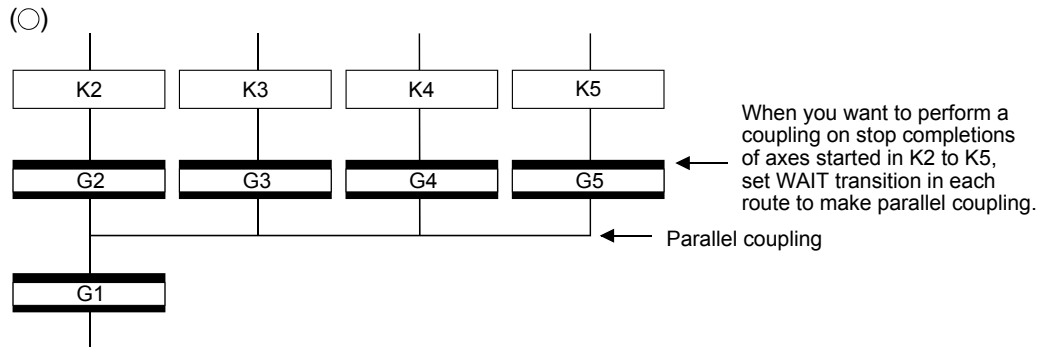 (○)
K2 K3 K4 K5
When you want to perform a
coupling on stop completions
of axes started in K2 to K5,
set WAIT transition in each
route to make parallel coupling.
G2 G3 G4 G5
Parallel coupling
G1